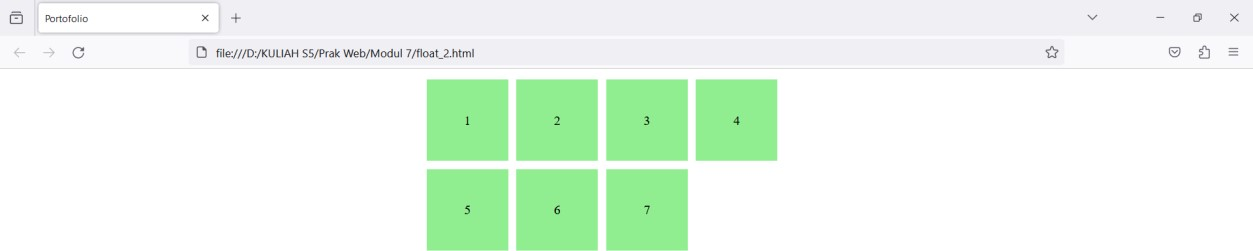 Portofolio
file:///D:/KULIAH S5/Prak Web/Modul 7/float_2.html
1 2 3 4
5 6 7